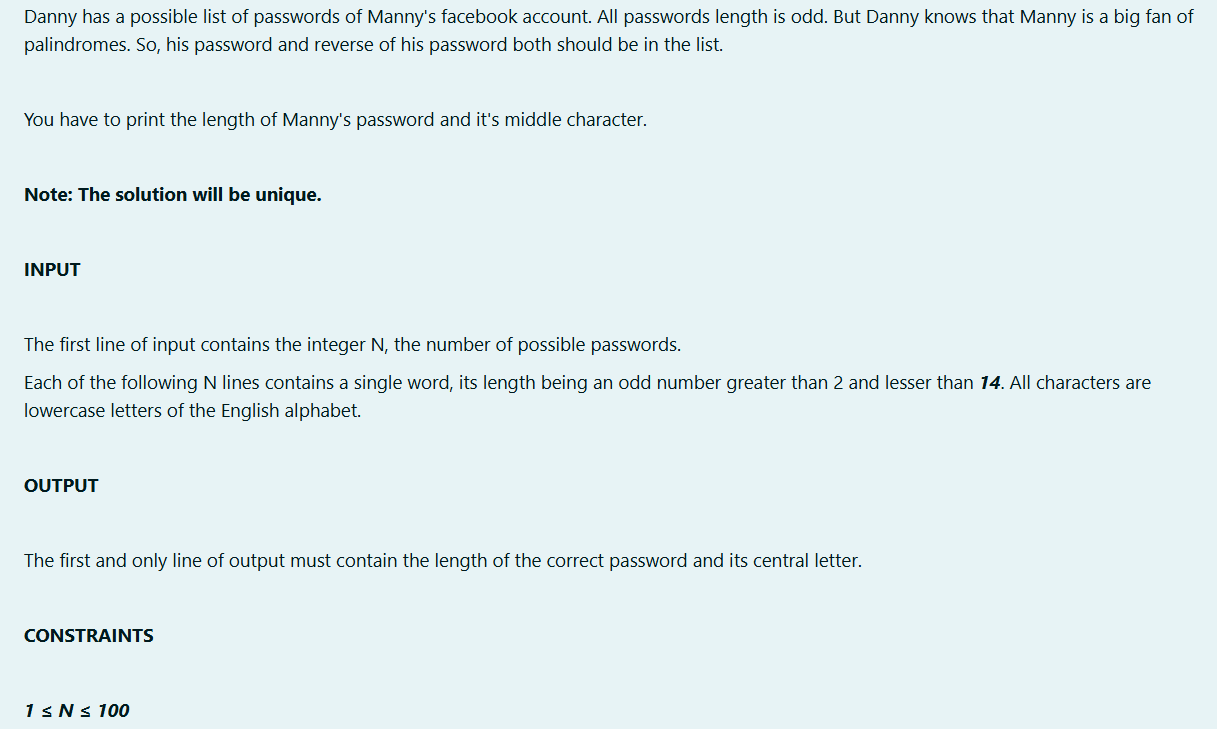 Danny has a possible list of passwords of Manny's facebook account. All passwords length is odd. But Danny knows that Manny is a big fan of
palindromes. So, his password and reverse of his password both should be in the list.
You have to print the length of Manny's password and it's middle character.
Note: The solution will be unique.
INPUT
The first line of input contains the integer N, the number of possible passwords.
Each of the following N lines contains a single word, its length being an odd number greater than 2 and lesser than 14. All characters are
lowercase letters of the English alphabet.
OUTPUT
The first and only line of output must contain the length of the correct password and its central letter.
CONSTRAINTS
1 ≤ N ≤ 100